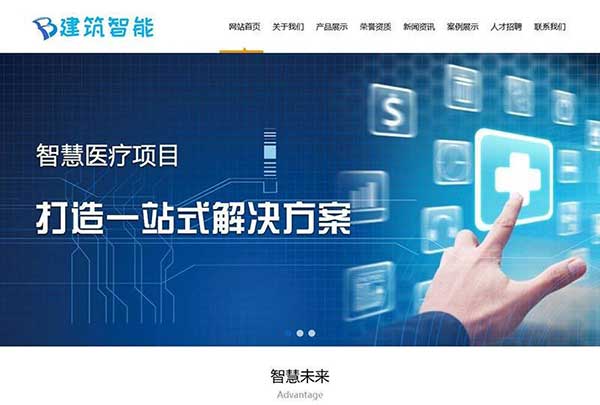 建筑智能
网站首页 关于我们 产品展示 荣誉资质 新闻资讯 案例展示 人才招聘 联系我们
智慧医疗项目
打造一站式解决方案
$
智慧未来
Advantage